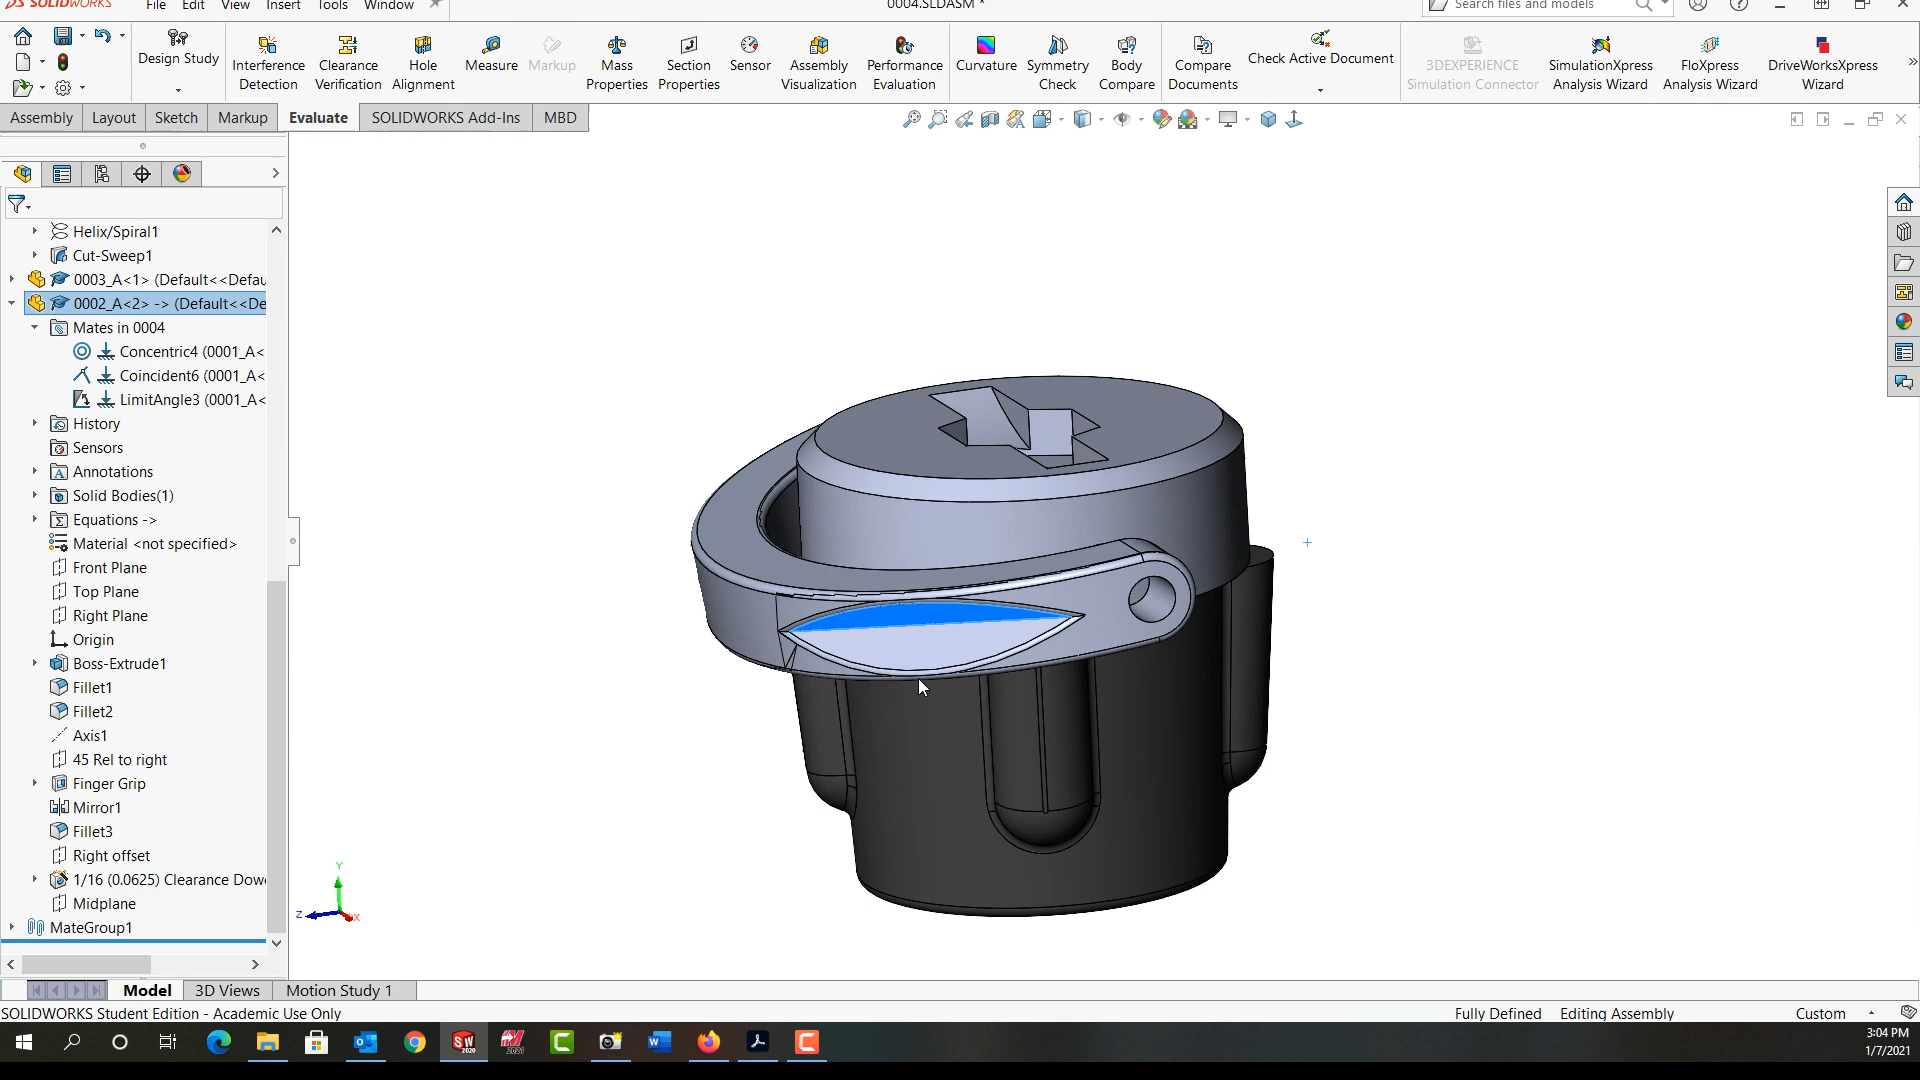 SOLIDWORKS
File Edit View Insert Tools Window
0004.SLDASM *
Search files and models
Design Study
Interference Detection
Clearance Verification
Hole Alignment
Measure
Markup
Mass Properties
Section Properties
Sensor
Assembly Visualization
Performance Evaluation
Curvature
Symmetry Check
Body Compare
Compare Documents
Check Active Document
3DEXPERIENCE Simulation Connector
SimulationXpress Analysis Wizard
FloXpress Analysis Wizard
DriveWorksXpress Wizard
Assembly Layout Sketch Markup Evaluate SOLIDWORKS Add-Ins MBD
Helix/Spiral1
Cut-Sweep1
0003_A<1> (Default<<Defau
0002_A<2> -> (Default<<De
Mates in 0004
Concentric4 (0001_A<
Coincident6 (0001_A<
LimitAngle3 (0001_A<
History
Sensors
Annotations
Solid Bodies(1)
Equations ->
Material <not specified>
Front Plane
Top Plane
Right Plane
Origin
Boss-Extrude1
Fillet1
Fillet2
Axis1
45 Rel to right
Finger Grip
Mirror1
Fillet3
Right offset
1/16 (0.0625) Clearance Dow
Midplane
MateGroup1
Y
Z
X
Model 3D Views Motion Study 1
SOLIDWORKS Student Edition - Academic Use Only
Fully Defined Editing Assembly Custom
SW
2020
2021
3:04 PM
1/7/2021